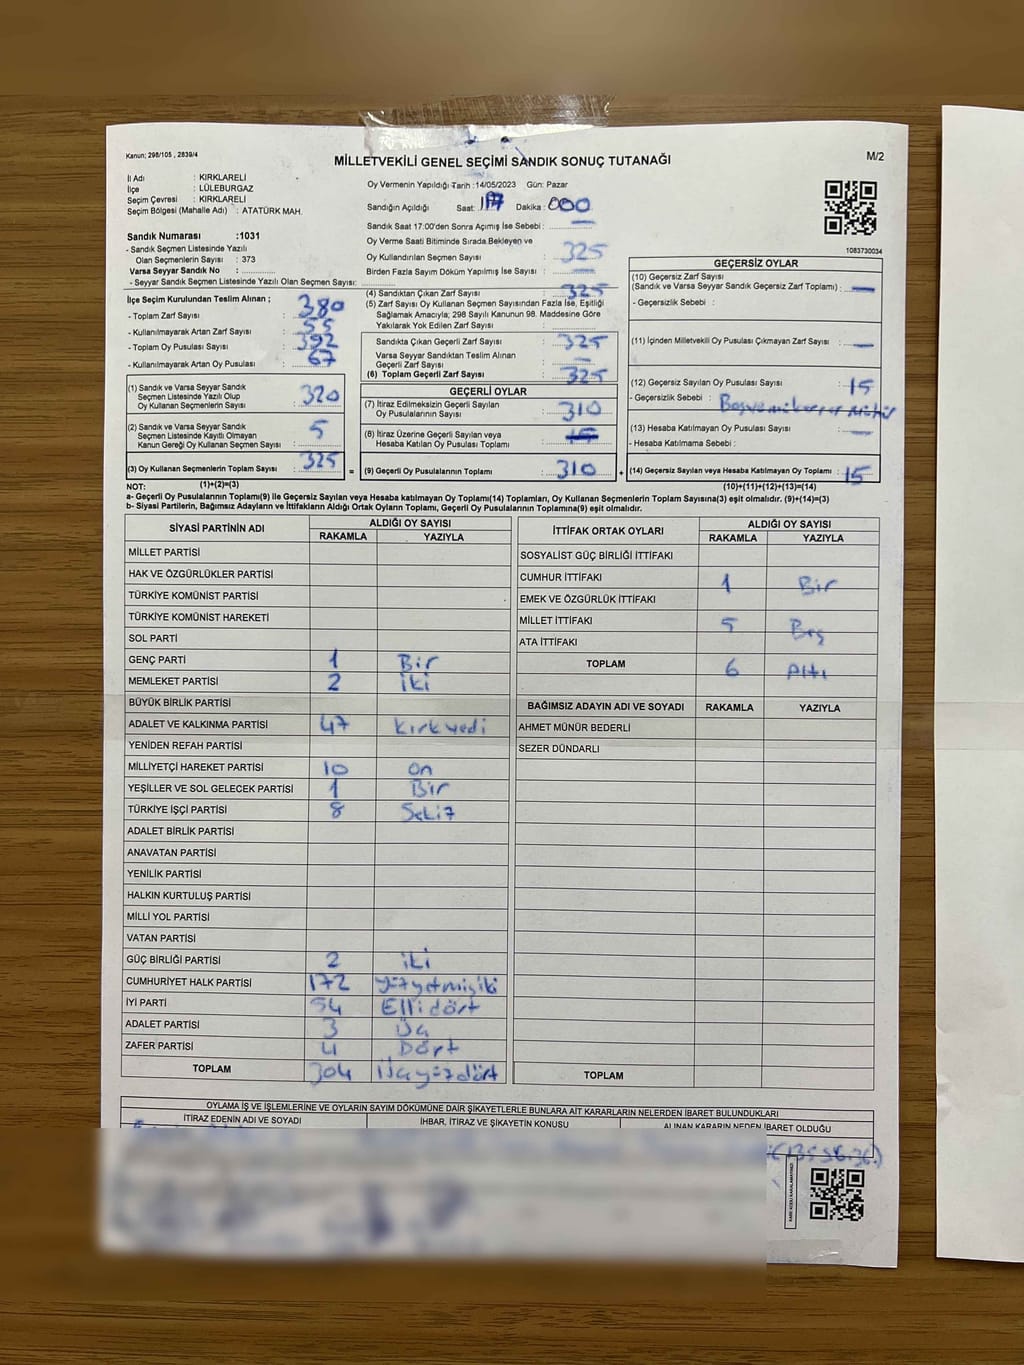 Kanun; 298/105 , 2839/4
MİLLETVEKİLİ GENEL SEÇİMİ SANDIK SONUÇ TUTANAĞI
M/2
İl Adı : KIRKLARELİ
İlçe : LÜLEBURGAZ
Seçim Çevresi : KIRKLARELİ
Seçim Bölgesi (Mahalle Adı) : ATATÜRK MAH.
Sandık Numarası :1031
- Sandık Seçmen Listesinde Yazılı
Olan Seçmenlerin Sayısı : 373
Varsa Seyyar Sandık No :
- Seyyar Sandık Seçmen Listesinde Yazılı Olan Seçmen Sayısı:
Oy Vermenin Yapıldığı Tarih : 14/05/2023 Gün: Pazar
Sandığın Açıldığı Saat: 17 Dakika : 00
Sandık Saat 17:00'den Sonra Açımış İse Sebebi : —
Oy Verme Saati Bitiminde Sırada Bekleyen ve
Oy Kullandırılan Seçmen Sayısı : 325
Birden Fazla Sayım Döküm Yapılmış İse Sayısı : —
1083730034
İlçe Seçim Kurulundan Teslim Alınan ;
- Toplam Zarf Sayısı : 380
- Kullanılmayarak Artan Zarf Sayısı : 55
- Toplam Oy Pusulası Sayısı : 392
- Kullanılmayarak Artan Oy Pusulası : 67
(1) Sandık ve Varsa Seyyar Sandık
Seçmen Listesinde Yazılı Olup
Oy Kullanan Seçmenlerin Sayısı : 320
(2) Sandık ve Varsa Seyyar Sandık
Seçmen Listesinde Kayıtlı Olmayan
Kanun Gereği Oy Kullanan Seçmen Sayısı : 5
(3) Oy Kullanan Seçmenlerin Toplam Sayısı : 325 =
(4) Sandıktan Çıkan Zarf Sayısı : 325
(5) Zarf Sayısı Oy Kullanan Seçmen Sayısından Fazla İse, Eşitliği
Sağlamak Amacıyla; 298 Sayılı Kanunun 98. Maddesine Göre
Yakılarak Yok Edilen Zarf Sayısı :
Sandıkta Çıkan Geçerli Zarf Sayısı : 325
Varsa Seyyar Sandıktan Teslim Alınan
Geçerli Zarf Sayısı : —
(6) Toplam Geçerli Zarf Sayısı : 325
GEÇERLİ OYLAR
(7) İtiraz Edilmeksizin Geçerli Sayılan
Oy Pusulalarının Sayısı : 310
(8) İtiraz Üzerine Geçerli Sayılan veya
Hesaba Katılan Oy Pusulası Toplamı :
(9) Geçerli Oy Pusulalarının Toplamı : 310 +
GEÇERSİZ OYLAR
(10) Geçersiz Zarf Sayısı
(Sandık ve Varsa Seyyar Sandık Geçersiz Zarf Toplamı) : —
- Geçersizlik Sebebi :
(11) İçinden Milletvekili Oy Pusulası Çıkmayan Zarf Sayısı : —
(12) Geçersiz Sayılan Oy Pusulası Sayısı : 15
- Geçersizlik Sebebi : Boş ve mükerrer Mühür
(13) Hesaba Katılmayan Oy Pusulası Sayısı : —
- Hesaba Katılmama Sebebi :
(14) Geçersiz Sayılan veya Hesaba Katılmayan Oy Toplamı : 15
NOT: (1)+(2)=(3)
(10)+(11)+(12)+(13)=(14)
a- Geçerli Oy Pusulalarının Toplamı(9) ile Geçersiz Sayılan veya Hesaba katılmayan Oy Toplamı(14) Toplamları, Oy Kullanan Seçmenlerin Toplam Sayısına(3) eşit olmalıdır. (9)+(14)=(3)
b- Siyasi Partilerin, Bağımsız Adayların ve İttifakların Aldığı Ortak Oyların Toplamı, Geçerli Oy Pusulalarının Toplamına(9) eşit olmalıdır.
SİYASİ PARTİNİN ADI ALDIĞI OY SAYISI
RAKAMLA YAZIYLA
MİLLET PARTİSİ
HAK VE ÖZGÜRLÜKLER PARTİSİ
TÜRKİYE KOMÜNİST PARTİSİ
TÜRKİYE KOMÜNİST HAREKETİ
SOL PARTİ
GENÇ PARTİ 1 Bir
MEMLEKET PARTİSİ 2 iki
BÜYÜK BİRLİK PARTİSİ
ADALET VE KALKINMA PARTİSİ 47 Kırkyedi
YENİDEN REFAH PARTİSİ
MİLLİYETÇİ HAREKET PARTİSİ 10 on
YEŞİLLER VE SOL GELECEK PARTİSİ 1 Bir
TÜRKİYE İŞÇİ PARTİSİ 8 Sekiz
ADALET BİRLİK PARTİSİ
ANAVATAN PARTİSİ
YENİLİK PARTİSİ
HALKIN KURTULUŞ PARTİSİ
MİLLİ YOL PARTİSİ
VATAN PARTİSİ
GÜÇ BİRLİĞİ PARTİSİ 2 iki
CUMHURİYET HALK PARTİSİ 172 yüzyetmişiki
İYİ PARTİ 54 Ellidört
ADALET PARTİSİ 3 Üç
ZAFER PARTİSİ 4 Dört
TOPLAM 304 Üçyüzdört
İTTİFAK ORTAK OYLARI ALDIĞI OY SAYISI
RAKAMLA YAZIYLA
SOSYALİST GÜÇ BİRLİĞİ İTTİFAKI
CUMHUR İTTİFAKI 1 Bir
EMEK VE ÖZGÜRLÜK İTTİFAKI
MİLLET İTTİFAKI 5 Beş
ATA İTTİFAKI
TOPLAM 6 Altı
BAĞIMSIZ ADAYIN ADI VE SOYADI RAKAMLA YAZIYLA
AHMET MÜNÜR BEDERLİ
SEZER DÜNDARLI
TOPLAM
OYLAMA İŞ VE İŞLEMLERİNE VE OYLARIN SAYIM DÖKÜMÜNE DAİR ŞİKAYETLERLE BUNLARA AİT KARARLARIN NELERDEN İBARET BULUNDUKLARI
İTİRAZ EDENİN ADI VE SOYADI İHBAR, İTİRAZ VE ŞİKAYETİN KONUSU ALINAN KARARIN NEDEN İBARET OLDUĞU